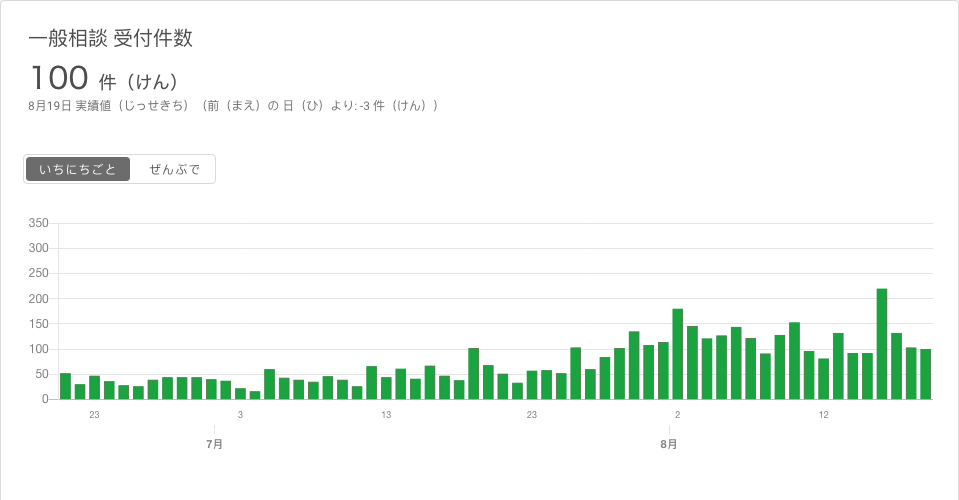 一般相談 受付件数
100 件（けん）
8月19日 実績値（じっせきち）（前（まえ）の 日（ひ）より: -3 件（けん））
いちにちごと ぜんぶで
350
300
250
200
150
100
50
0
23 3 13 23 2 12
7月 8月